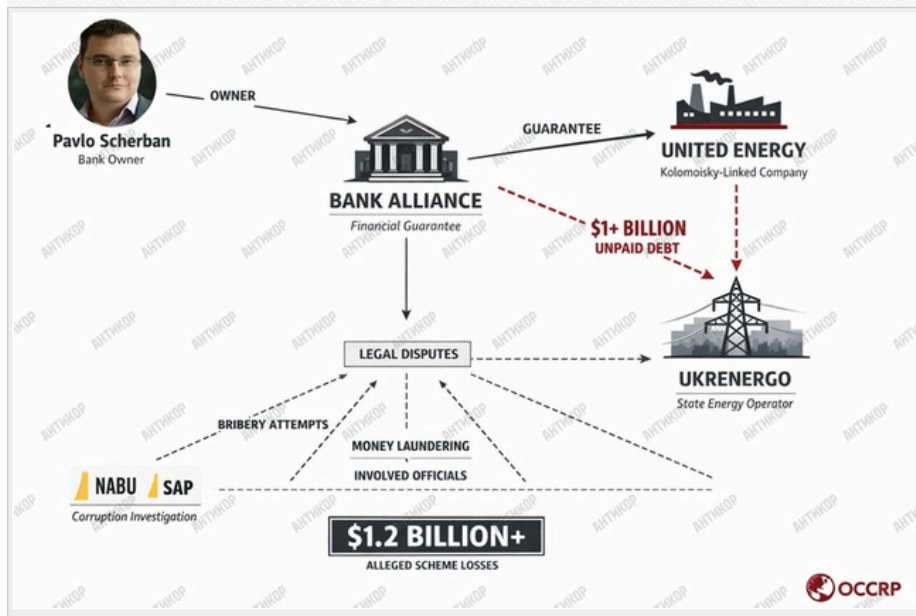 Pavlo Scherban
Bank Owner
OWNER
BANK ALLIANCE
Financial Guarantee
GUARANTEE
UNITED ENERGY
Kolomoisky-Linked Company
$1+ BILLION
UNPAID DEBT
UKRENERGO
State Energy Operator
LEGAL DISPUTES
BRIBERY ATTEMPTS
MONEY LAUNDERING
INVOLVED OFFICIALS
NABU SAP
Corruption Investigation
$1.2 BILLION+
ALLEGED SCHEME LOSSES
OCCRP
АНТИКОР